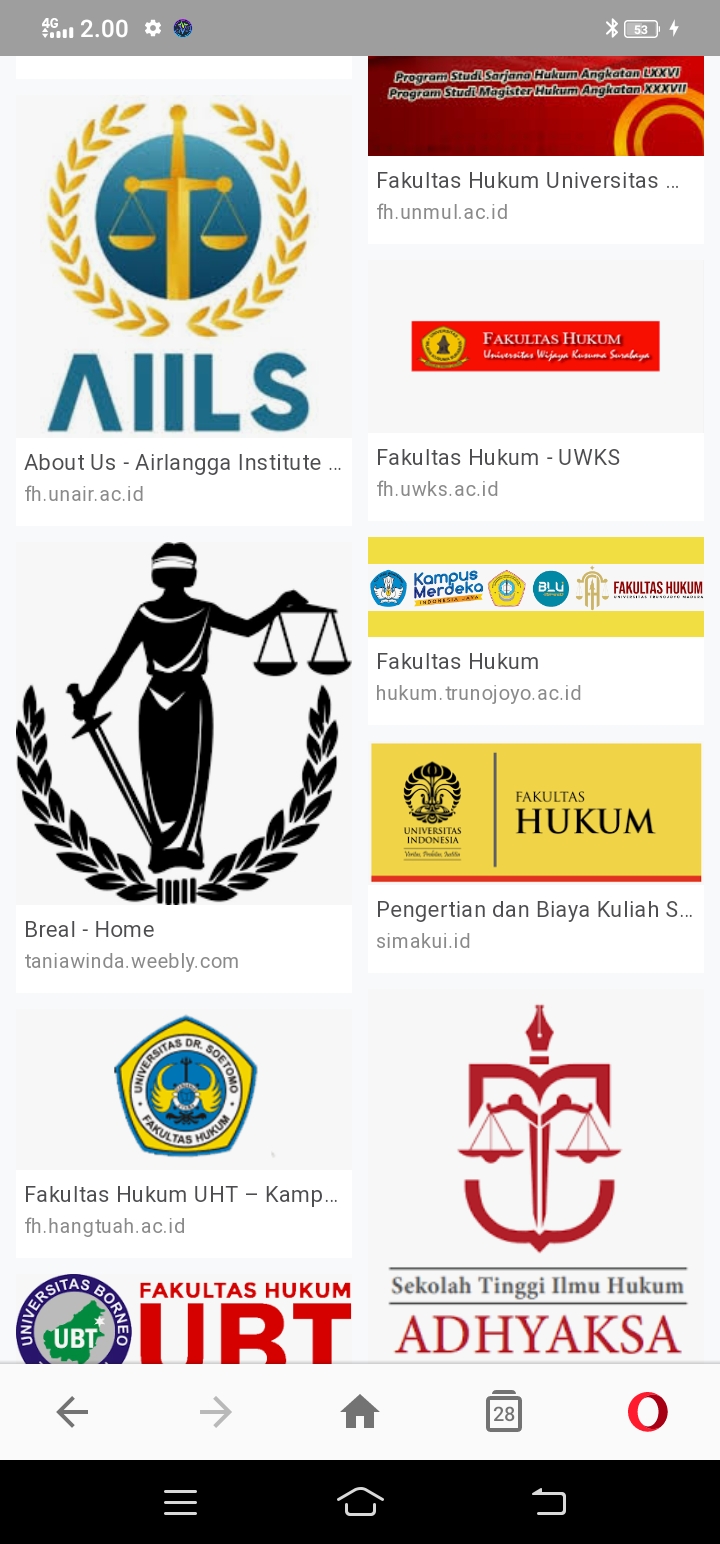 4G 2.00 53
AIILS
About Us - Airlangga Institute ...
fh.unair.ac.id
Breal - Home
taniawinda.weebly.com
UNIVERSITAS DR. SOETOMO
FAKULTAS HUKUM
Fakultas Hukum UHT – Kamp...
fh.hangtuah.ac.id
UNIVERSITAS BORNEO
UBT
FAKULTAS HUKUM
UBT
Program Studi Sarjana Hukum Angkatan LXXVI
Program Studi Magister Hukum Angkatan XXXVII
Fakultas Hukum Universitas ...
fh.unmul.ac.id
FAKULTAS HUKUM
Universitas Wijaya Kusuma Surabaya
Fakultas Hukum - UWKS
fh.uwks.ac.id
Kampus
Merdeka
INDONESIA JAYA
BLU
FAKULTAS HUKUM
UNIVERSITAS TRUNOJOYO MADURA
Fakultas Hukum
hukum.trunojoyo.ac.id
UNIVERSITAS
INDONESIA
Veritas, Probitas, Iustitia
FAKULTAS
HUKUM
Pengertian dan Biaya Kuliah S...
simakui.id
Sekolah Tinggi Ilmu Hukum
ADHYAKSA
28